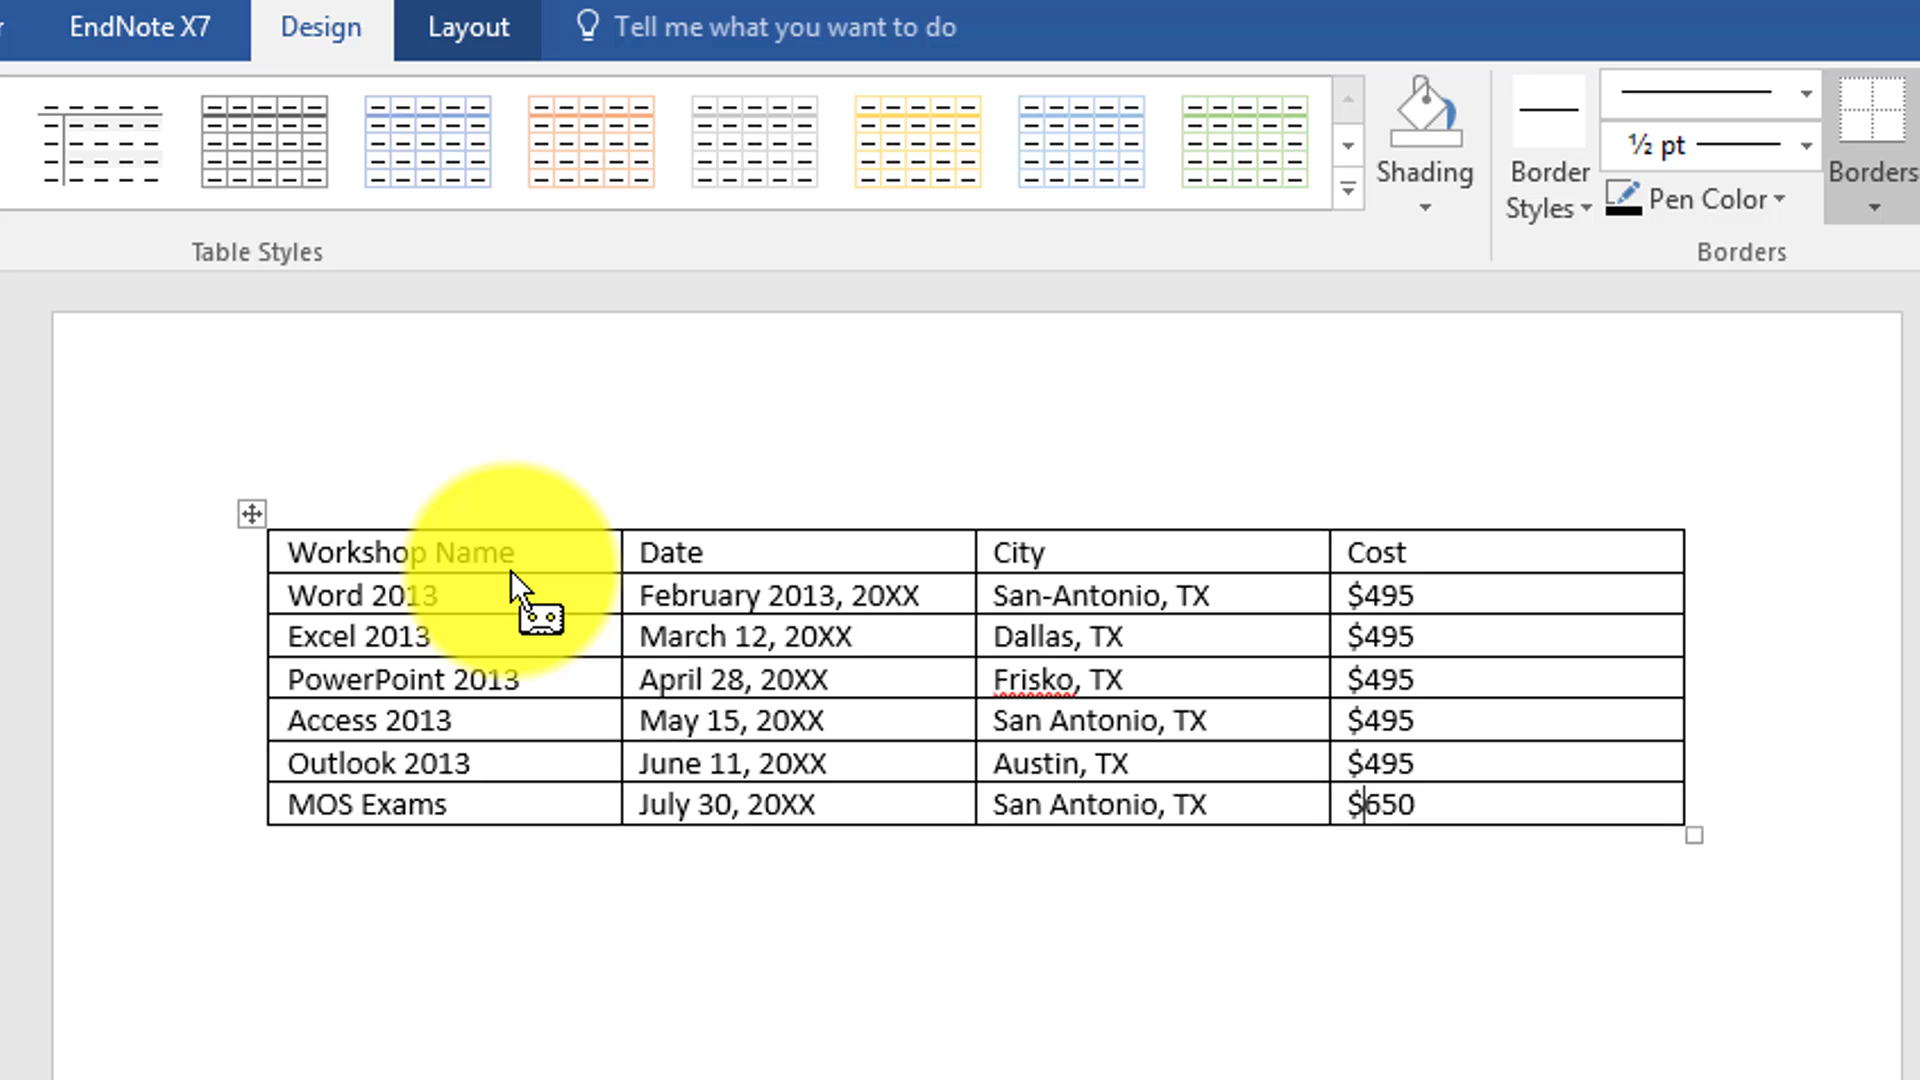 EndNote X7 Design Layout Tell me what you want to do
Shading
Border
Styles
½ pt
Pen Color
Borders
Table Styles
Borders
Workshop Name Date City Cost
Word 2013 February 2013, 20XX San-Antonio, TX $495
Excel 2013 March 12, 20XX Dallas, TX $495
PowerPoint 2013 April 28, 20XX Frisko, TX $495
Access 2013 May 15, 20XX San Antonio, TX $495
Outlook 2013 June 11, 20XX Austin, TX $495
MOS Exams July 30, 20XX San Antonio, TX $650